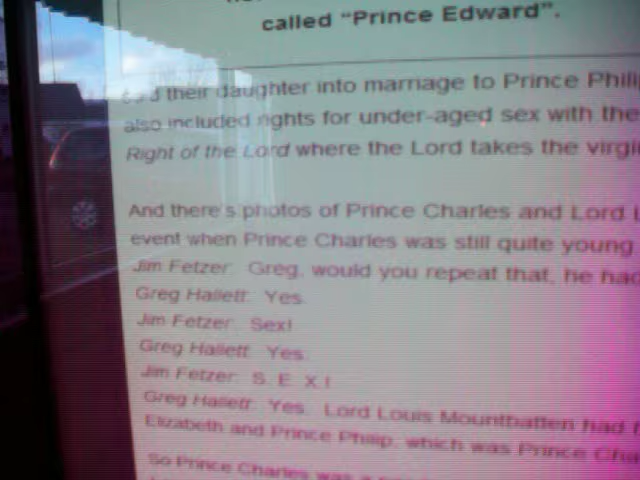 called “Prince Edward”.
their daughter into marriage to Prince Philip
also included rights for under-aged sex with the
Right of the Lord where the Lord takes the
And there's photos of Prince Charles and Lord
event when Prince Charles was still quite young
Jim Fetzer: Greg, would you repeat that, he had
Greg Hallett: Yes.
Jim Fetzer: Sex!
Greg Hallett: Yes.
Jim Fetzer: S. E. X !
Greg Hallett: Yes. Lord Louis Mountbatten had
Elizabeth and Prince Philip, which was Prince
So Prince Charles was a